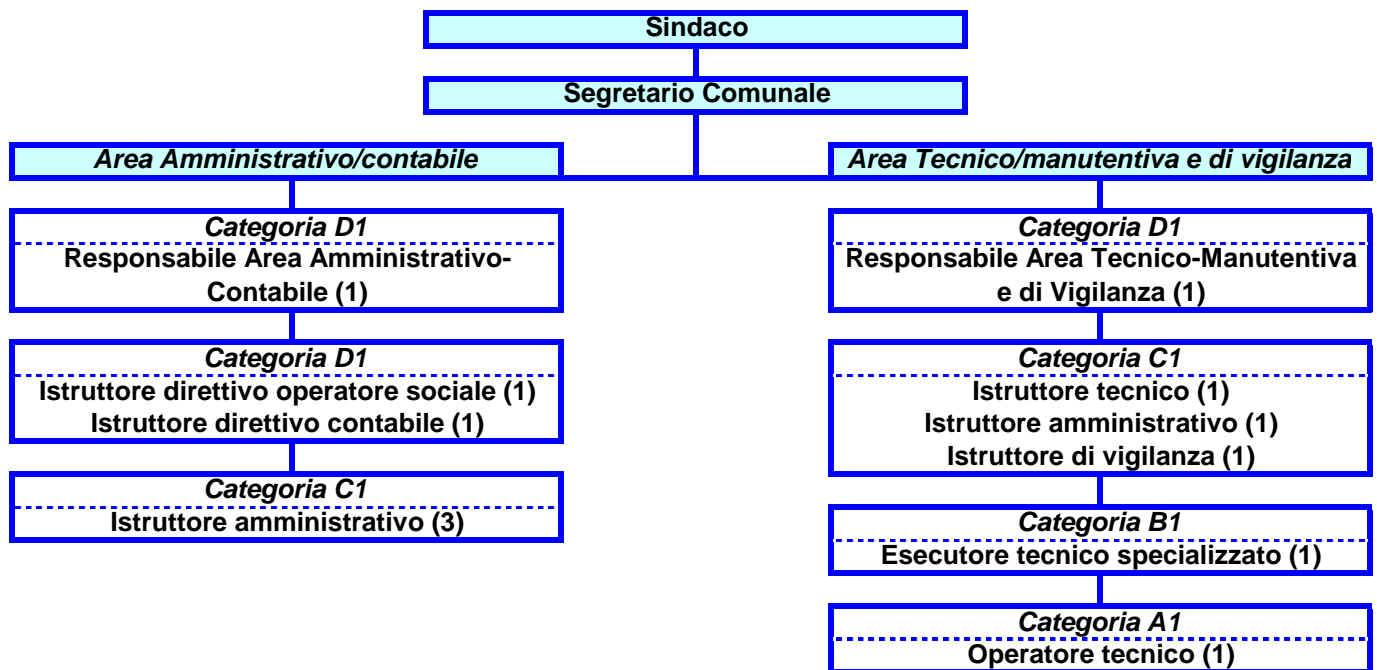 Sindaco
Segretario Comunale
Area Amministrativo/contabile
Categoria D1
Responsabile Area Amministrativo-
Contabile (1)
Categoria D1
Istruttore direttivo operatore sociale (1)
Istruttore direttivo contabile (1)
Categoria C1
Istruttore amministrativo (3)
Area Tecnico/manutentiva e di vigilanza
Categoria D1
Responsabile Area Tecnico-Manutentiva
e di Vigilanza (1)
Categoria C1
Istruttore tecnico (1)
Istruttore amministrativo (1)
Istruttore di vigilanza (1)
Categoria B1
Esecutore tecnico specializzato (1)
Categoria A1
Operatore tecnico (1)